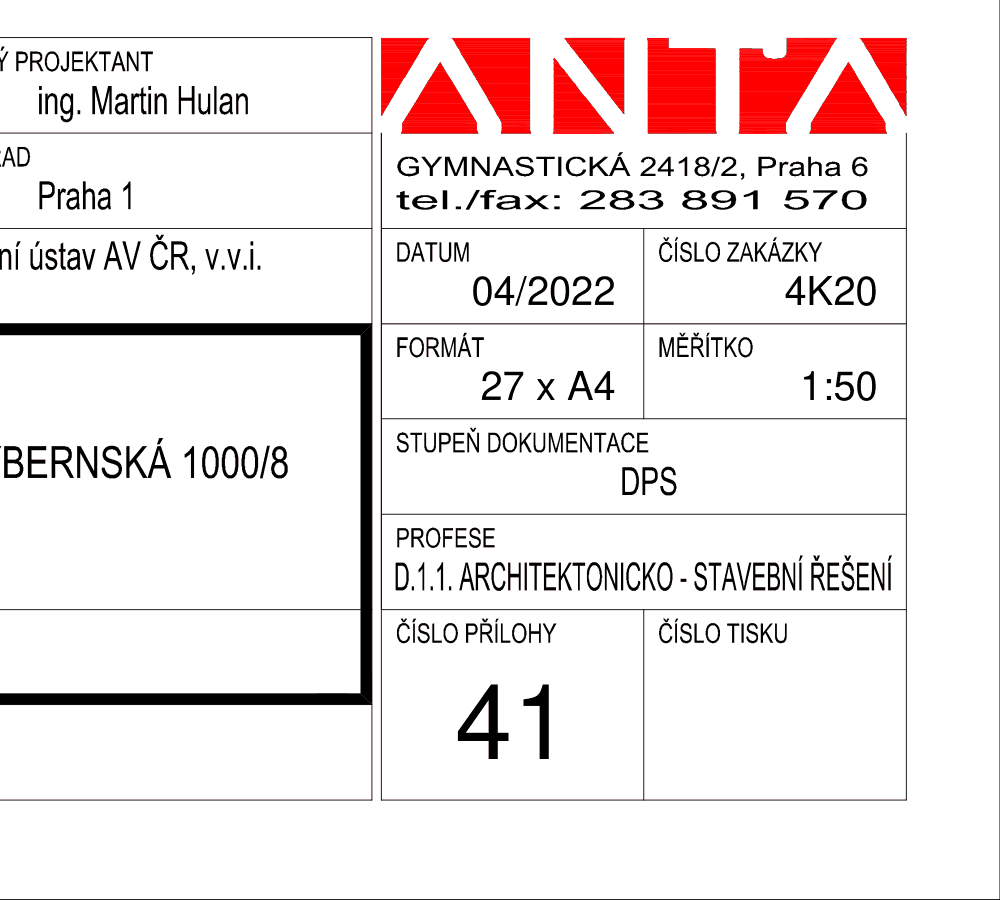 Ý PROJEKTANT
ing. Martin Hulan
Praha 1
ní ústav AV ČR, v.v.i.
BERNSKÁ 1000/8
ANTA
GYMNASTICKÁ 2418/2, Praha 6
tel./fax: 283 891 570
DATUM
04/2022
ČÍSLO ZAKÁZKY
4K20
FORMÁT
27 x A4
MĚŘÍTKO
1:50
STUPEŇ DOKUMENTACE
DPS
PROFESE
D.1.1. ARCHITEKTONICKO - STAVEBNÍ ŘEŠENÍ
ČÍSLO PŘÍLOHY
41
ČÍSLO TISKU